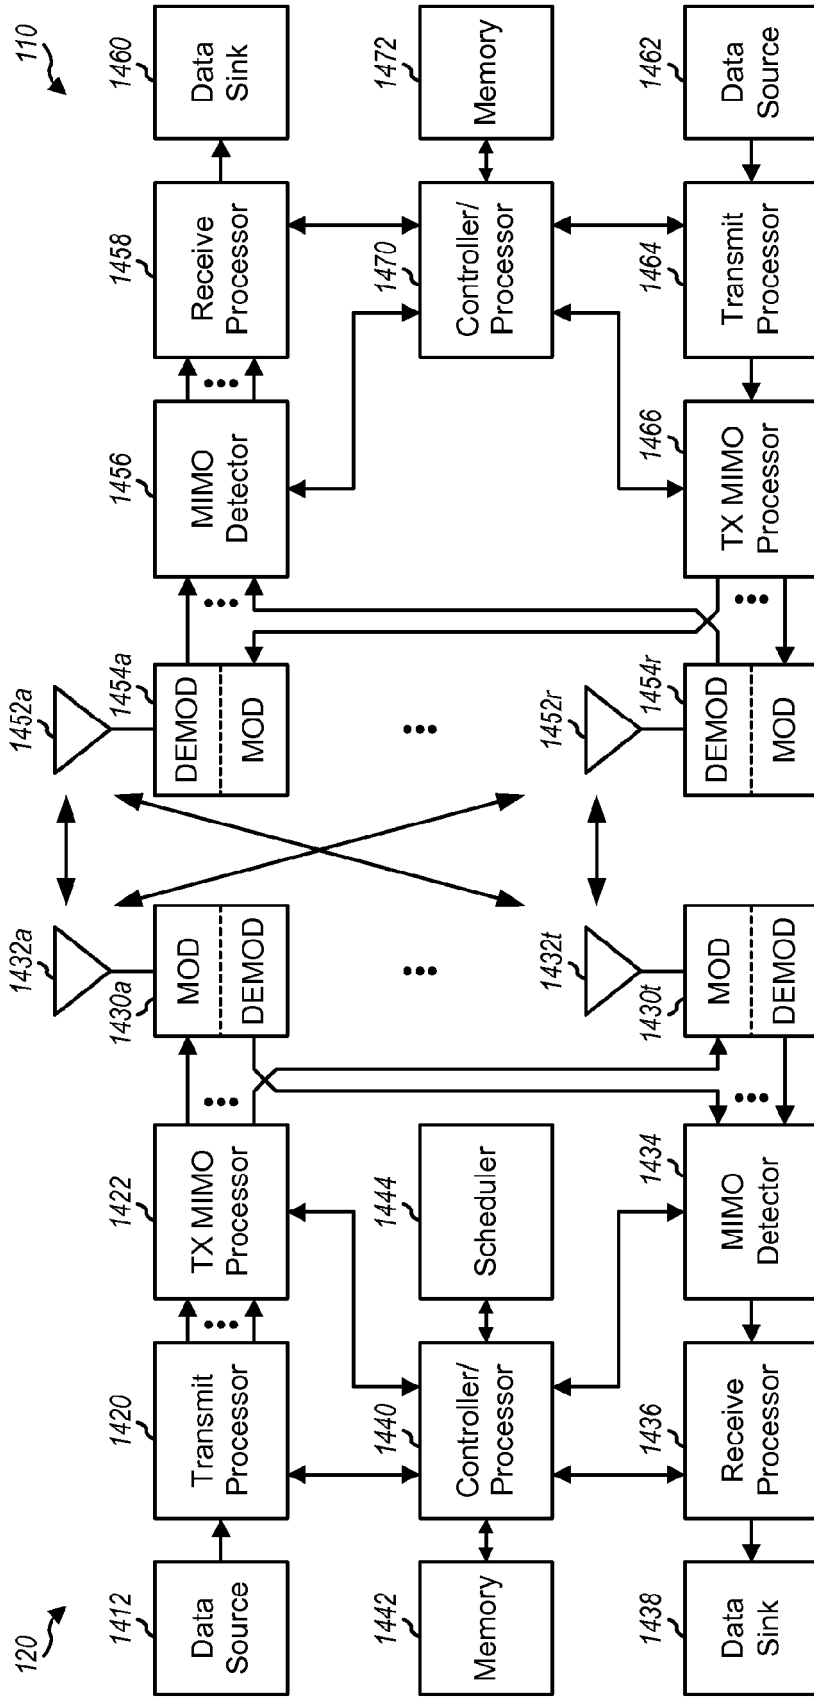 120
110
1412
Data
Source
1420
Transmit
Processor
1422
TX MIMO
Processor
1430a
MOD
DEMOD
1432a
1452a
1454a
DEMOD
MOD
1456
MIMO
Detector
1458
Receive
Processor
1460
Data
Sink
1442
Memory
1440
Controller/
Processor
1444
Scheduler
1470
Controller/
Processor
1472
Memory
1438
Data
Sink
1436
Receive
Processor
1434
MIMO
Detector
1430t
MOD
DEMOD
1432t
1452r
1454r
DEMOD
MOD
1466
TX MIMO
Processor
1464
Transmit
Processor
1462
Data
Source